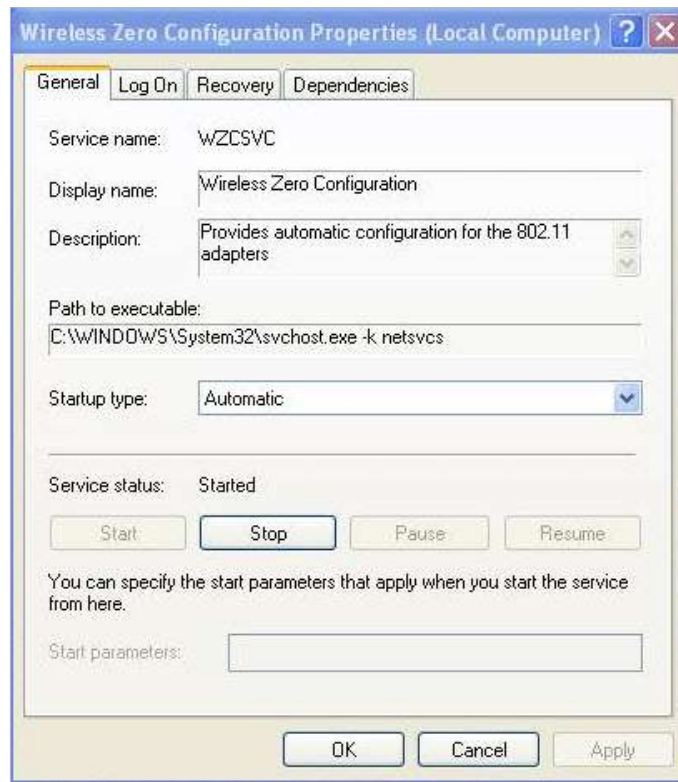 Wireless Zero Configuration Properties (Local Computer)
General Log On Recovery Dependencies
Service name: WZCSVC
Display name: Wireless Zero Configuration
Description: Provides automatic configuration for the 802.11
adapters
Path to executable:
C:\WINDOWS\System32\svchost.exe -k netsvcs
Startup type: Automatic
Service status: Started
Start Stop Pause Resume
You can specify the start parameters that apply when you start the service
from here.
Start parameters:
OK Cancel Apply